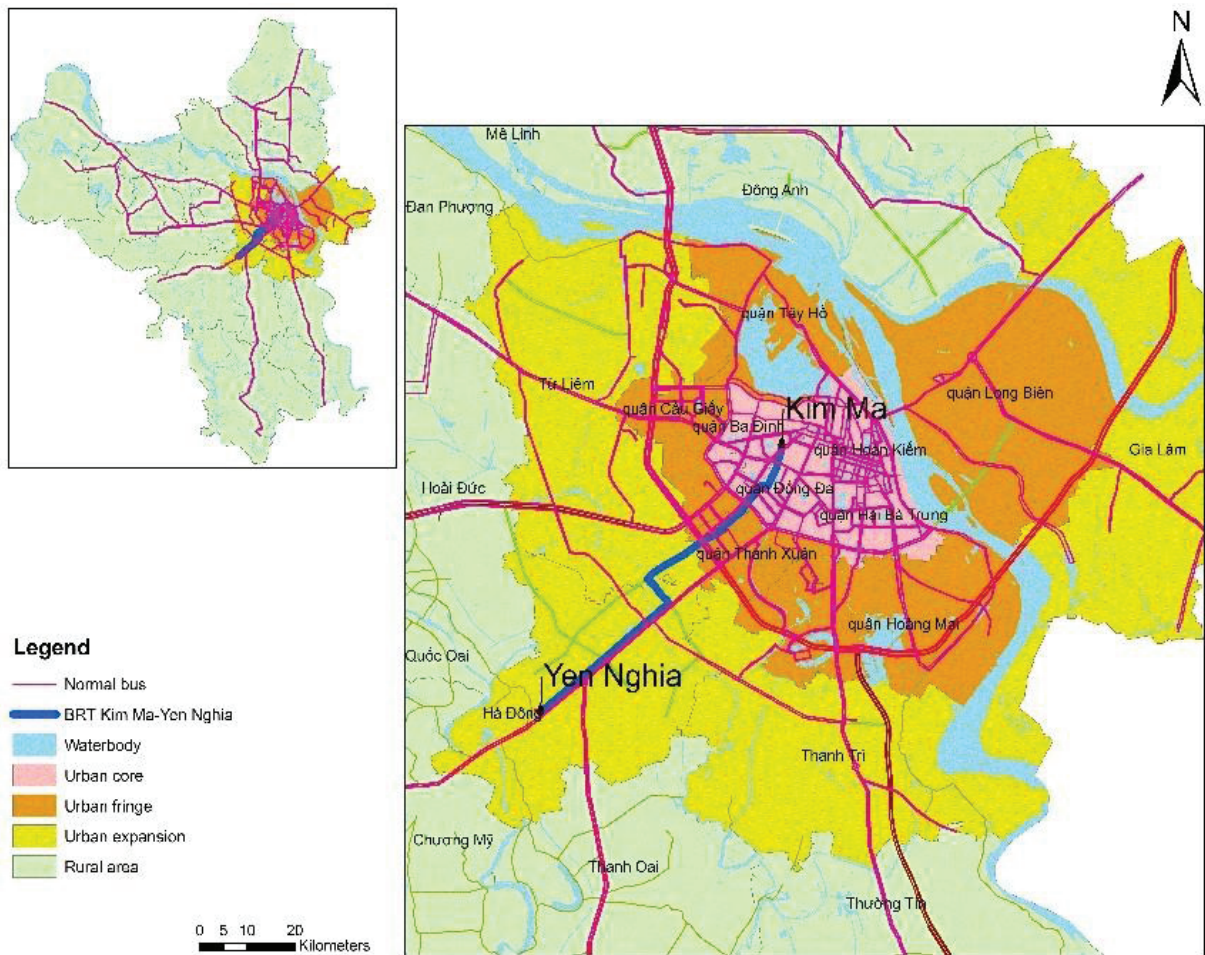 N
Mê Linh
Đông Anh
Đan Phượng
quận Tây Hồ
Từ Liêm
quận Cầu Giấy
Kim Ma
quận Long Biên
quận Ba Đình
quận Hoàn Kiếm
Gia Lâm
Hoài Đức
quận Đống Đa
quận Hai Bà Trưng
quận Thanh Xuân
quận Hoàng Mai
Quốc Oai
Yen Nghia
Hà Đông
Thanh Trì
Chương Mỹ
Thanh Oai
Thường Tín
Legend
Normal bus
BRT Kim Ma-Yen Nghia
Waterbody
Urban core
Urban fringe
Urban expansion
Rural area
0 5 10 20
Kilometers